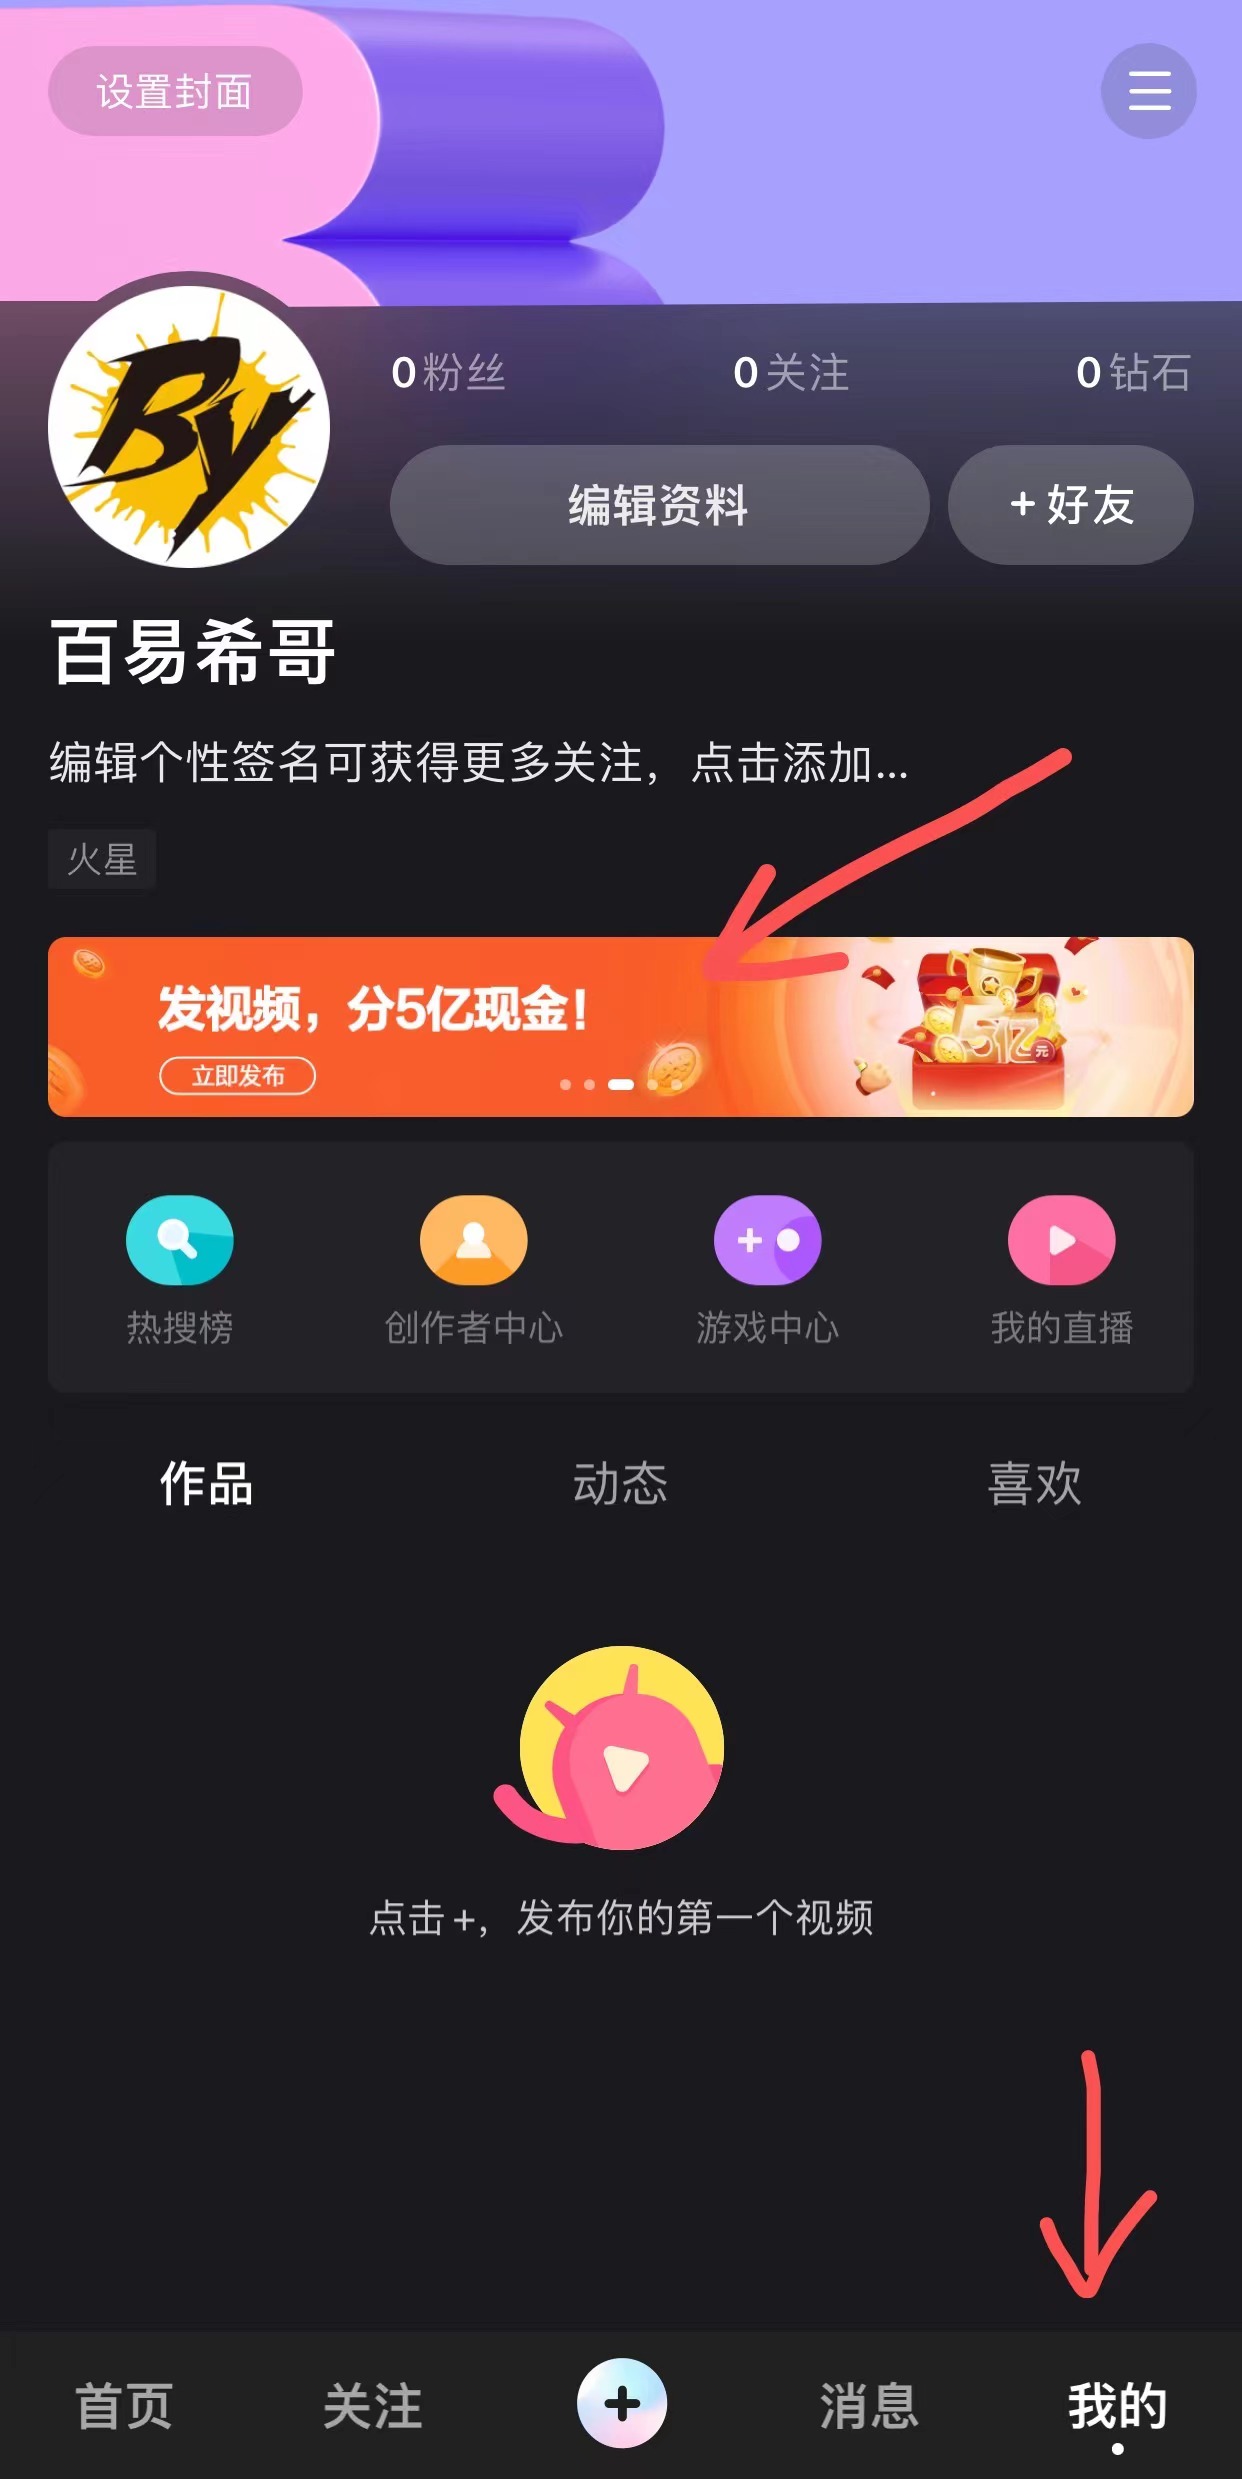 设置封面
0粉丝
0关注
0钻石
By
编辑资料
+好友
百易希哥
编辑个性签名可获得更多关注，点击添加...
火星
发视频，分5亿现金!
立即发布
5亿元
热搜榜
创作者中心
游戏中心
我的直播
作品
动态
喜欢
点击+，发布你的第一个视频
首页
关注
消息
我的